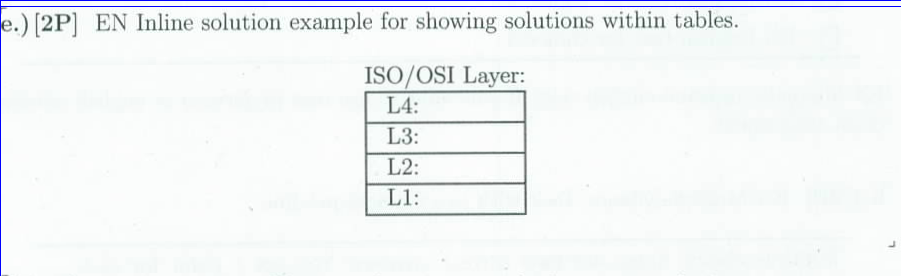 e.) [2P] EN Inline solution example for showing solutions within tables.
ISO/OSI Layer:
L4:
L3:
L2:
L1: